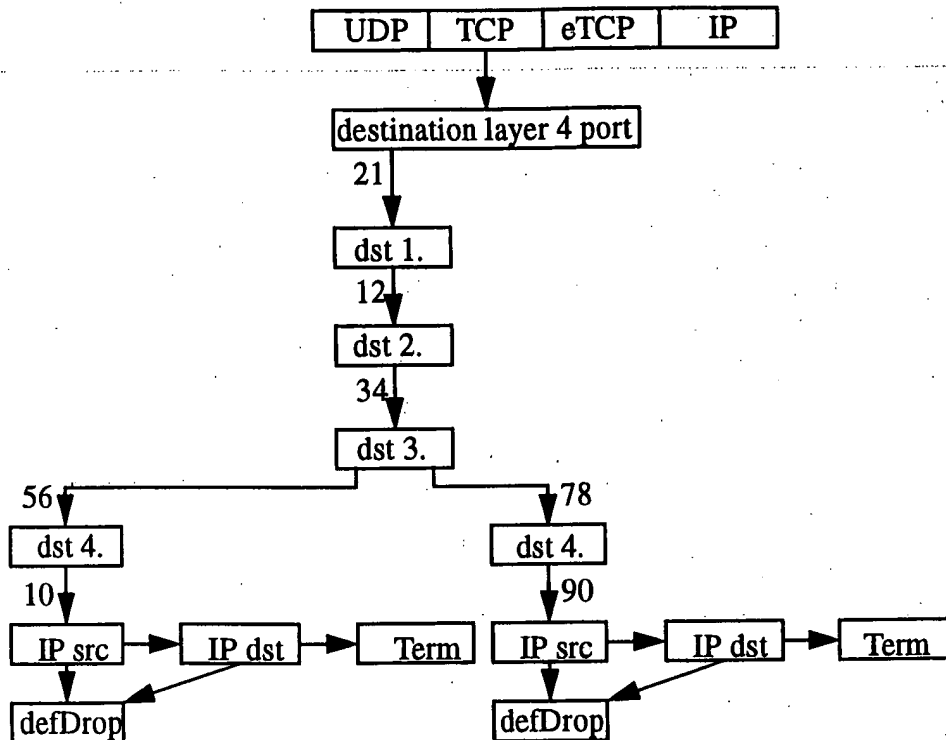 UDP TCP eTCP IP
destination layer 4 port
21
dst 1.
12
dst 2.
34
dst 3.
56 78
dst 4. dst 4.
10 90
IP src IP dst Term IP src IP dst Term
defDrop defDrop